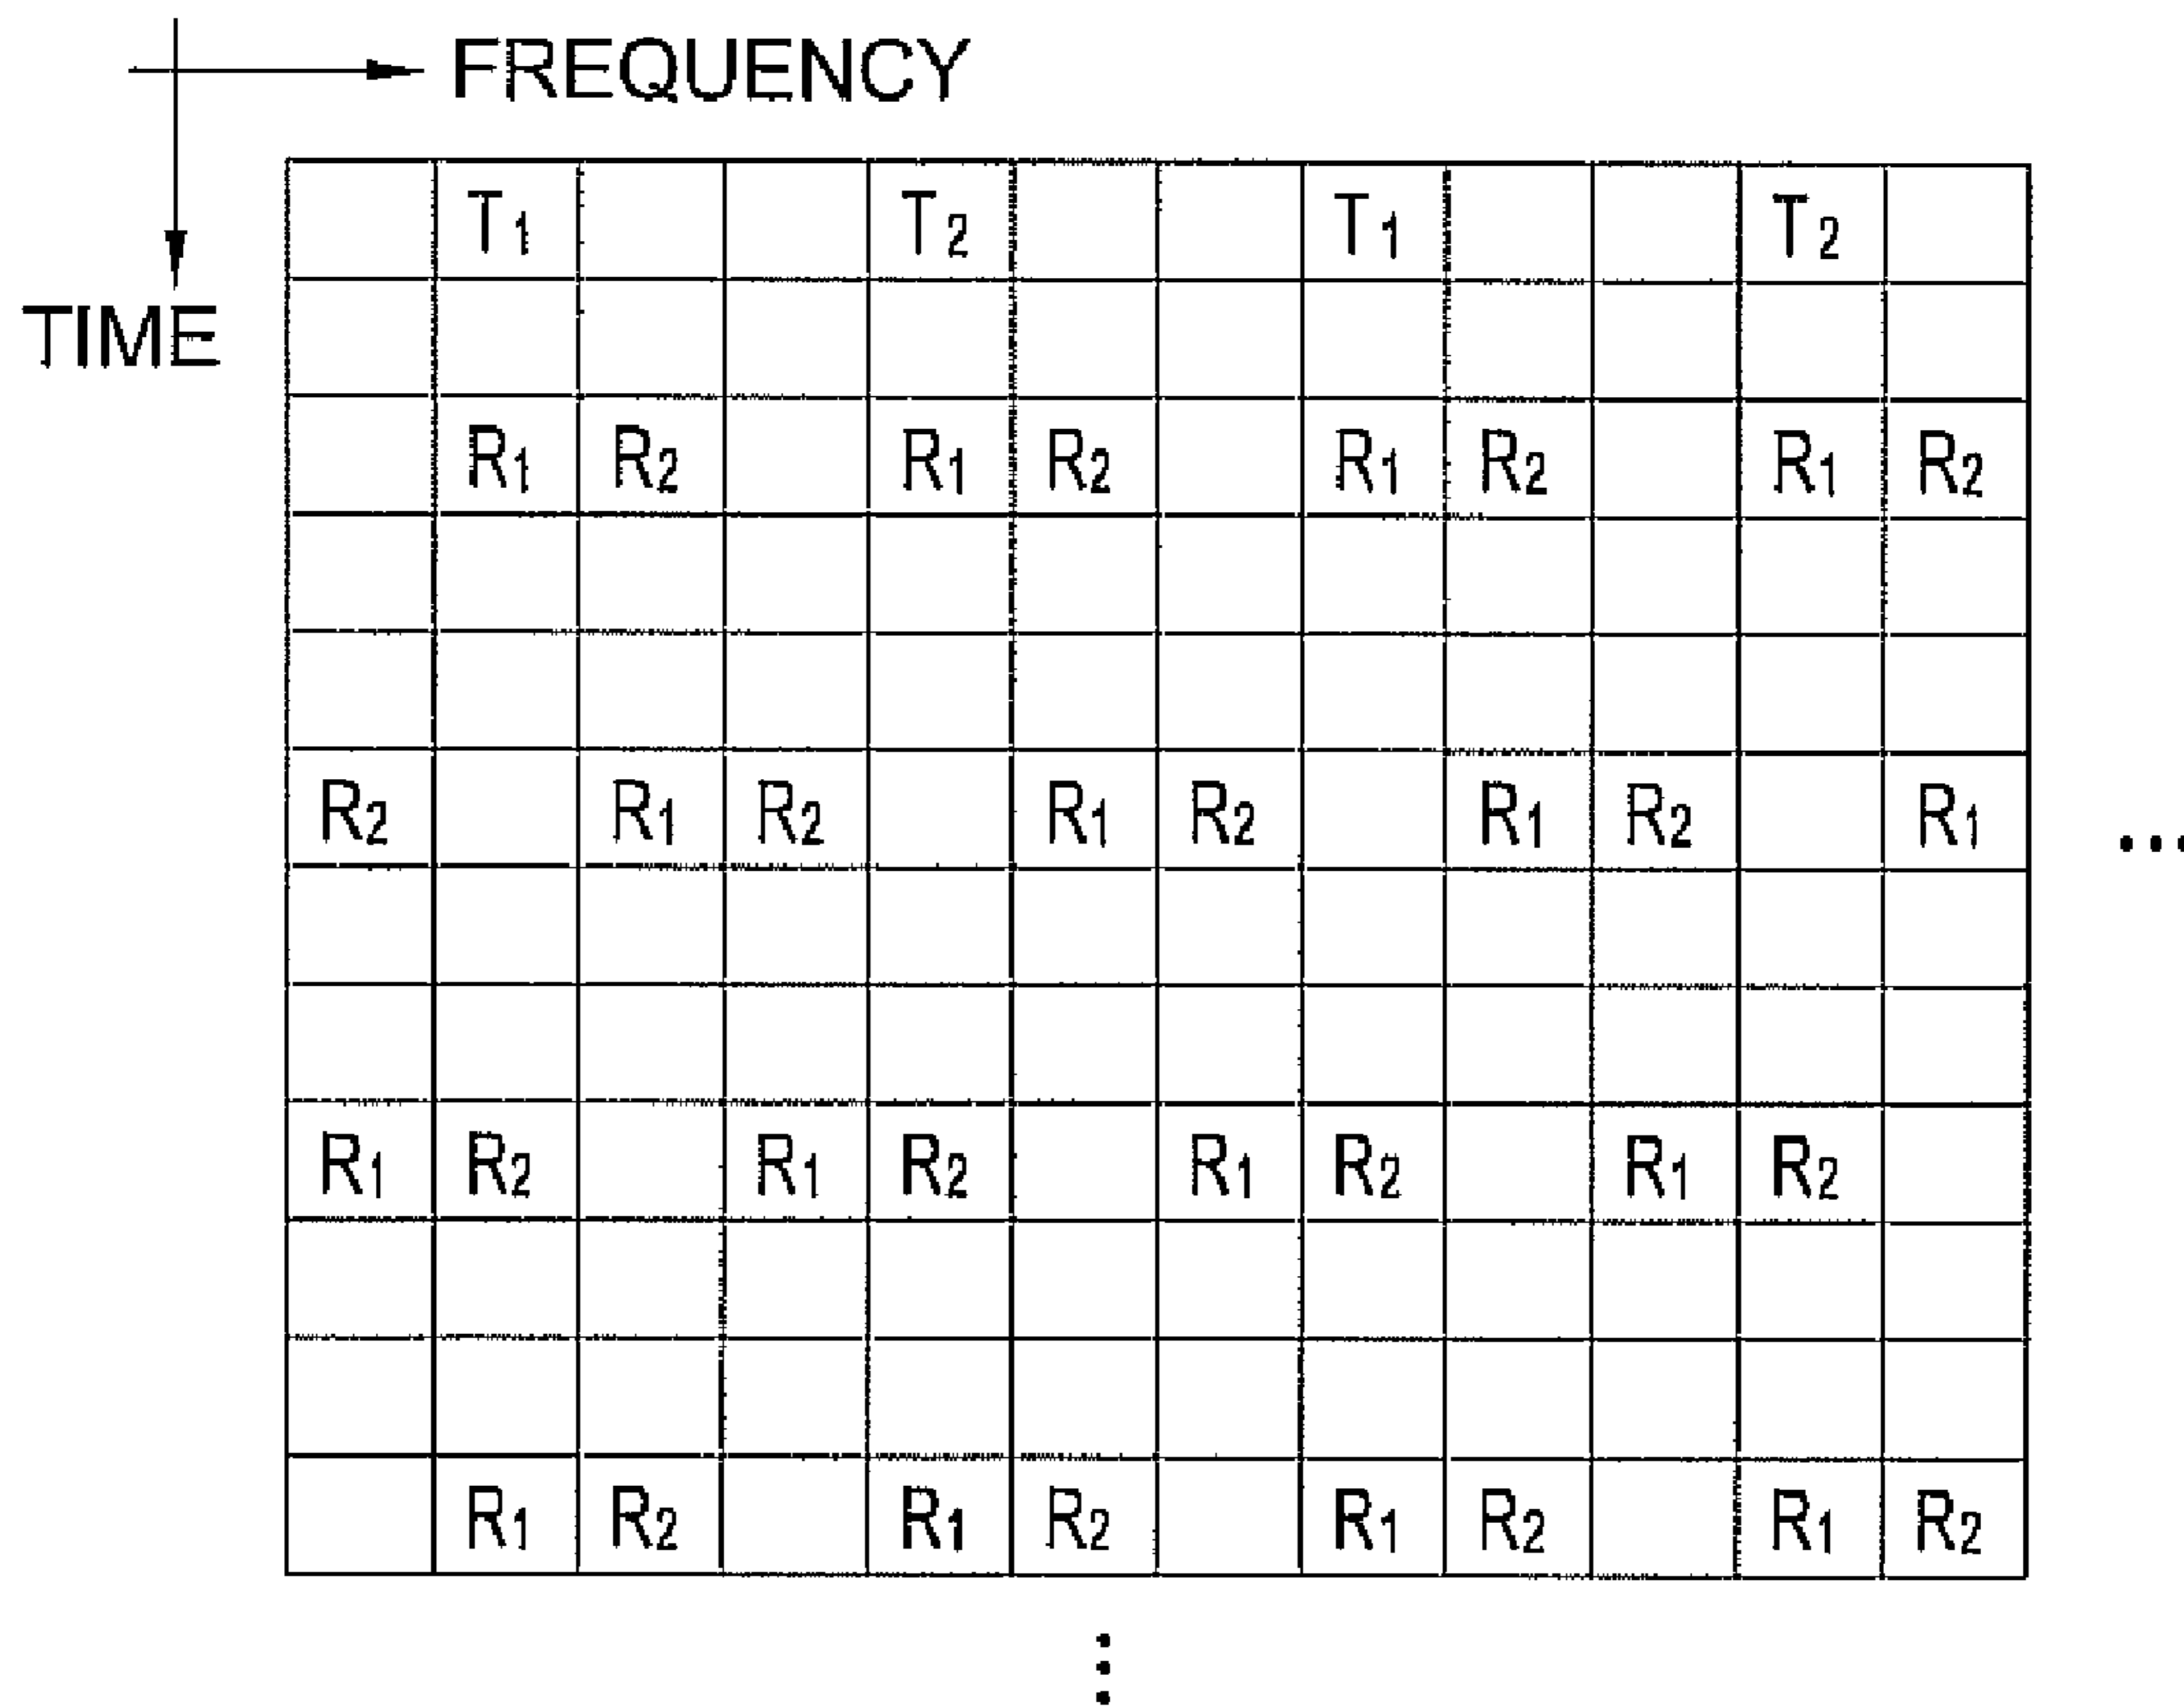 FREQUENCY
TIME
T1 T2 T1 T2
R1 R2 R1 R2 R1 R2 R1 R2
R2 R1 R2 R1 R2 R1 R2 R1
...
R1 R2 R1 R2 R1 R2 R1 R2
R1 R2 R1 R2 R1 R2 R1 R2